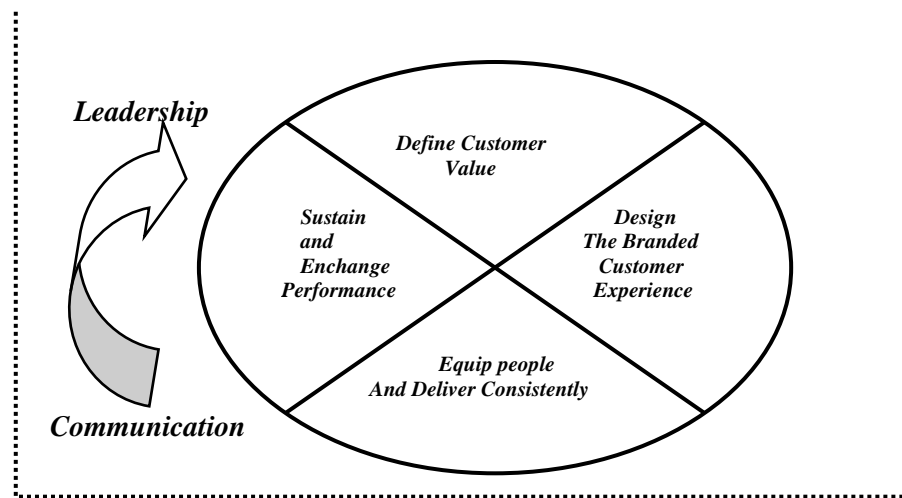 Leadership
Define Customer
Value
Sustain
and
Enchange
Performance
Design
The Branded
Customer
Experience
Equip people
And Deliver Consistently
Communication